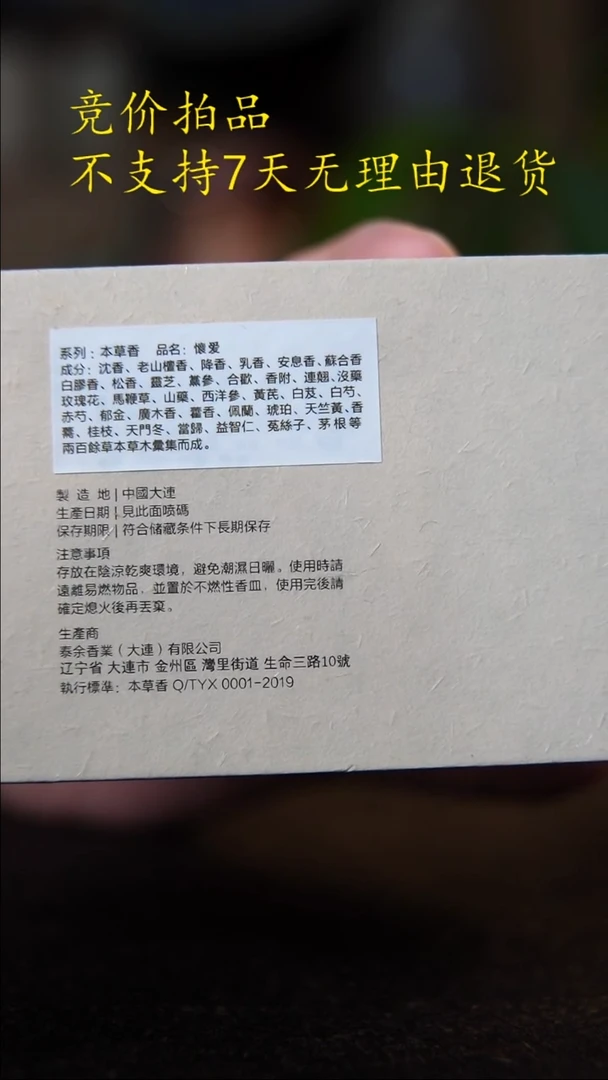 竞价拍品
不支持7天无理由退货
系列：本草香　品名：懷爱
成分：沈香、老山檀香、降香、乳香、安息香、蘇合香
白膠香、松香、靈芝、黨參、合歡、香附、連翹、沒藥
玫瑰花、馬鞭草、山藥、西洋參、黃芪、白芨、白芍、
赤芍、郁金、廣木香、藿香、佩蘭、琥珀、天竺黃、香
薷、桂枝、天門冬、當歸、益智仁、菟絲子、茅根等
兩百餘草本草木彙集而成。
製造地|中國大連
生產日期|見此面喷碼
保存期限|符合储藏条件下長期保存
注意事項
存放在陰涼乾爽環境，避免潮濕日曬。使用時請
遠離易燃物品，並置於不燃性香皿，使用完後請
確定熄火後再丟棄。
生產商
泰余香業（大連）有限公司
辽宁省 大連市 金州區 灣里街道 生命三路10號
執行標準：本草香 Q/TYX 0001-2019